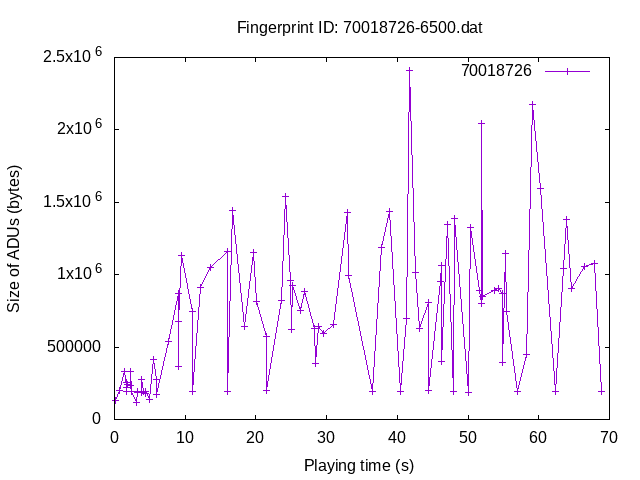 Fingerprint ID: 70018726-6500.dat
70018726
Size of ADUs (bytes)
2.5x10^6
2x10^6
1.5x10^6
1x10^6
500000
0
0 10 20 30 40 50 60 70
Playing time (s)